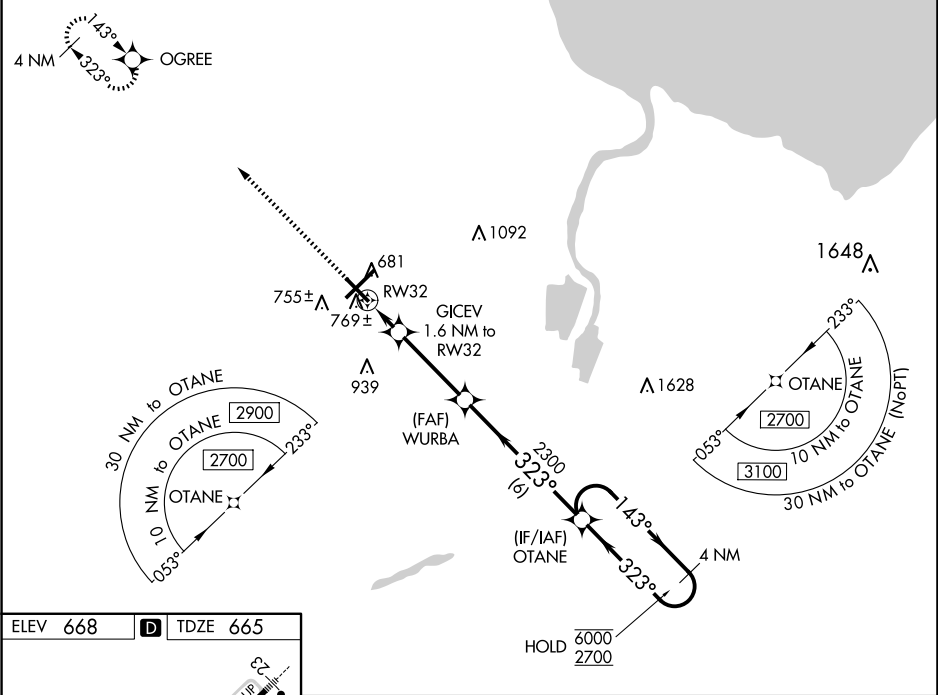 143°
4 NM
323°
OGREE
1092
681
RW32
755±
769±
GICEV
1.6 NM to
RW32
939
(FAF)
WURBA
1648
1628
233°
OTANE
2700
053°
3100
10 NM to OTANE
30 NM to OTANE (NoPT)
30 NM to OTANE
2900
10 NM to OTANE
2700
233°
OTANE
053°
2300
323°
(6)
(IF/IAF)
OTANE
143°
323°
4 NM
HOLD 6000
2700
ELEV 668 D TDZE 665
23
UP